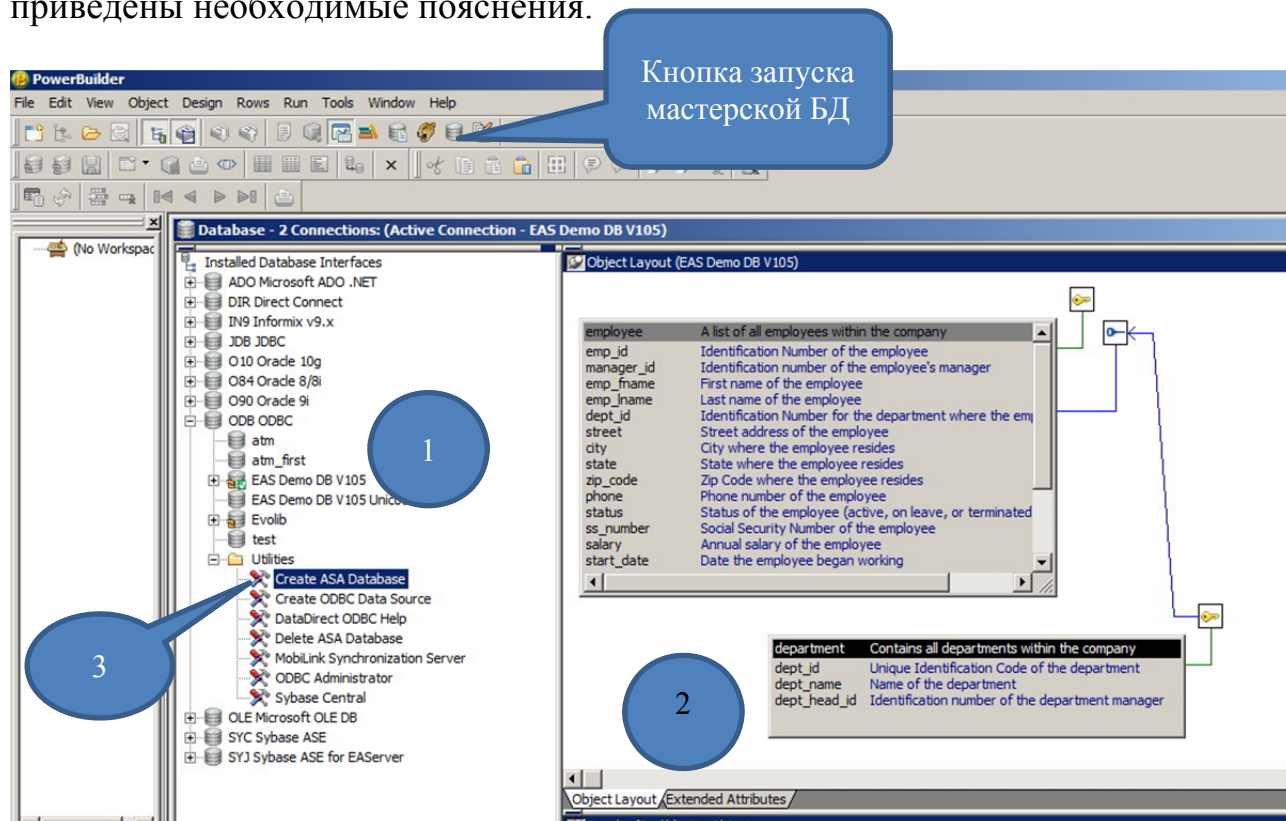 приведены необходимые пояснения.
Кнопка запуска
мастерской БД
PowerBuilder
File Edit View Object Design Rows Run Tools Window Help
Database - 2 Connections: (Active Connection - EAS Demo DB V105)
(No Workspac
Installed Database Interfaces
ADO Microsoft ADO .NET
DIR Direct Connect
IN9 Informix v9.x
JDB JDBC
O10 Oracle 10g
O84 Oracle 8/8i
O90 Oracle 9i
ODB ODBC
atm
atm_first
EAS Demo DB V105
EAS Demo DB V105 Unico
Evolib
test
Utilities
Create ASA Database
Create ODBC Data Source
DataDirect ODBC Help
Delete ASA Database
MobiLink Synchronization Server
ODBC Administrator
Sybase Central
OLE Microsoft OLE DB
SYC Sybase ASE
SYJ Sybase ASE for EAServer
1
3
Object Layout (EAS Demo DB V105)
employee A list of all employees within the company
emp_id Identification Number of the employee
manager_id Identification number of the employee's manager
emp_fname First name of the employee
emp_lname Last name of the employee
dept_id Identification Number for the department where the emp
street Street address of the employee
city City where the employee resides
state State where the employee resides
zip_code Zip Code where the employee resides
phone Phone number of the employee
status Status of the employee (active, on leave, or terminated
ss_number Social Security Number of the employee
salary Annual salary of the employee
start_date Date the employee began working
2
department Contains all departments within the company
dept_id Unique Identification Code of the department
dept_name Name of the department
dept_head_id Identification number of the department manager
Object Layout Extended Attributes